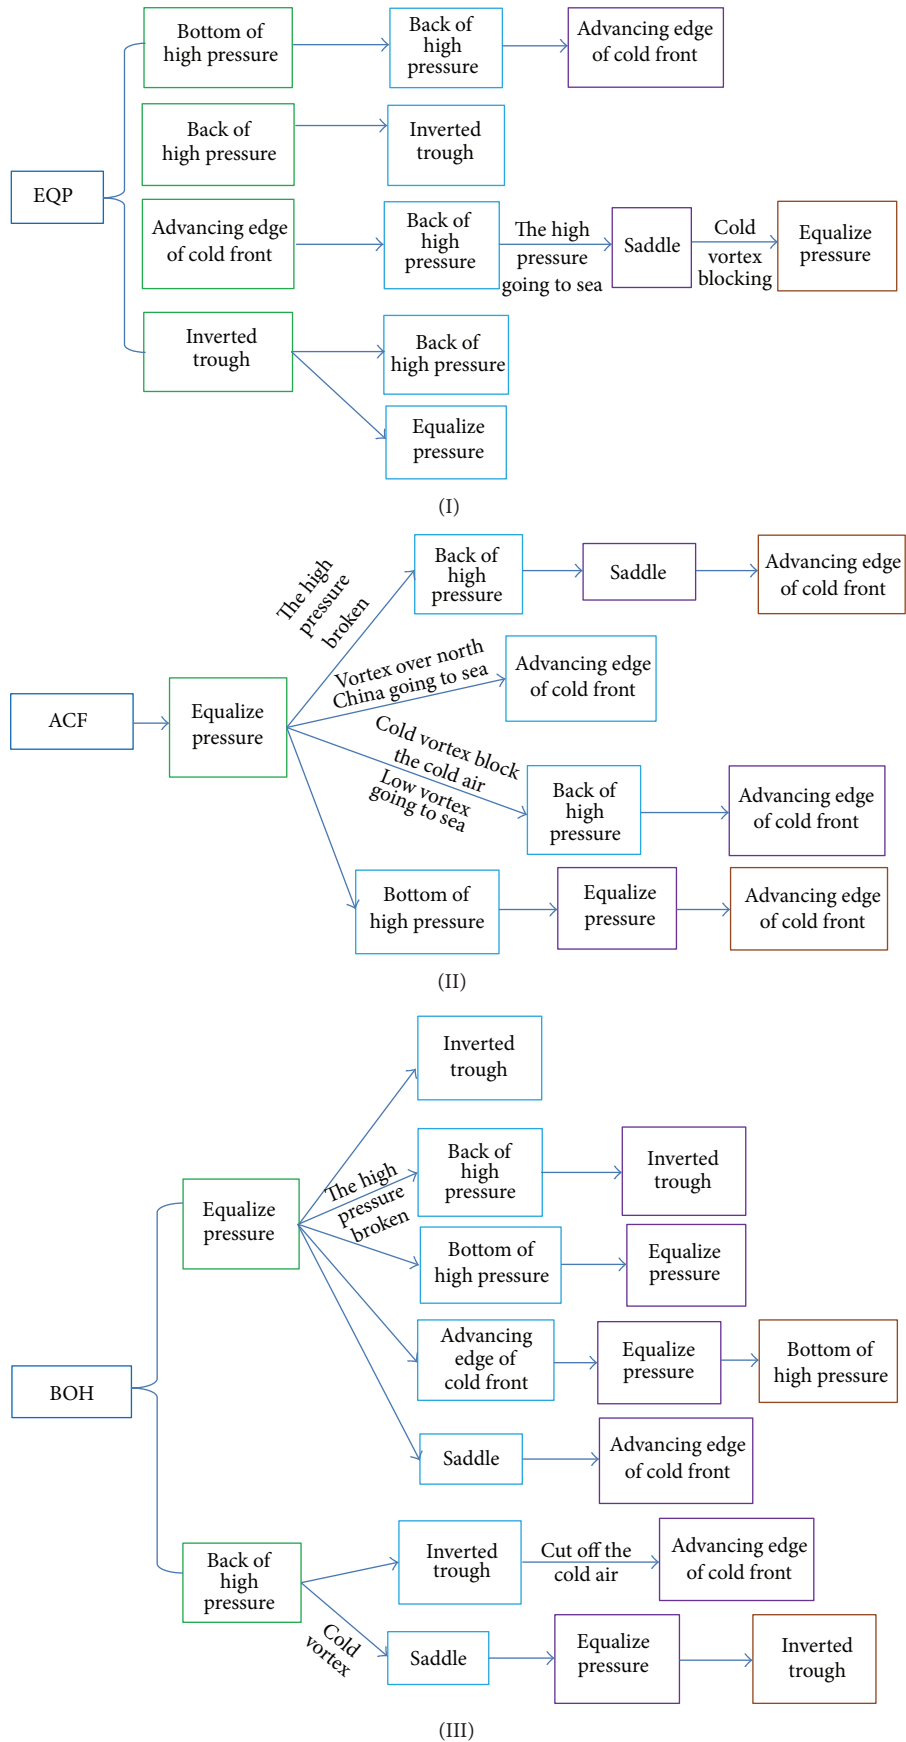 EQP
Bottom of
high pressure
Back of
high
pressure
Advancing edge
of cold front
Back of
high pressure
Inverted
trough
Advancing edge
of cold front
Back of
high
pressure
The high
pressure
going to sea
Saddle
Cold
vortex
blocking
Equalize
pressure
Inverted
trough
Back of
high pressure
Equalize
pressure
(I)
ACF
Equalize
pressure
The high
pressure
broken
Back of
high
pressure
Saddle
Advancing edge
of cold front
Vortex over north
China going to sea
Advancing edge
of cold front
Cold vortex block
the cold air
Low vortex
going to sea
Back of
high
pressure
Advancing edge
of cold front
Bottom of
high pressure
Equalize
pressure
Advancing edge
of cold front
(II)
BOH
Equalize
pressure
Inverted
trough
The high
pressure
broken
Back of
high
pressure
Inverted
trough
Bottom of
high pressure
Equalize
pressure
Advancing
edge of
cold front
Equalize
pressure
Bottom of
high pressure
Saddle
Advancing edge
of cold front
Back of
high
pressure
Inverted
trough
Cut off the
cold air
Advancing edge
of cold front
Cold
vortex
Saddle
Equalize
pressure
Inverted
trough
(III)